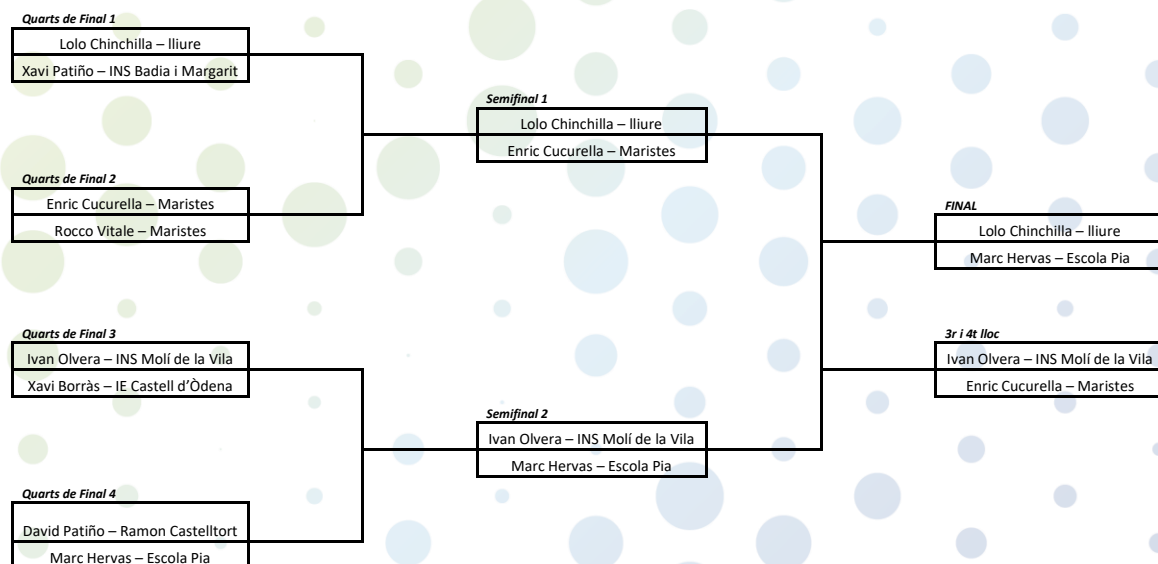 Quarts de Final 1
Lolo Chinchilla – lliure
Xavi Patiño – INS Badia i Margarit
Quarts de Final 2
Enric Cucurella – Maristes
Rocco Vitale – Maristes
Quarts de Final 3
Ivan Olvera – INS Molí de la Vila
Xavi Borràs – IE Castell d’Òdena
Quarts de Final 4
David Patiño – Ramon Castelltort
Marc Hervas – Escola Pia
Semifinal 1
Lolo Chinchilla – lliure
Enric Cucurella – Maristes
Semifinal 2
Ivan Olvera – INS Molí de la Vila
Marc Hervas – Escola Pia
FINAL
Lolo Chinchilla – lliure
Marc Hervas – Escola Pia
3r i 4t lloc
Ivan Olvera – INS Molí de la Vila
Enric Cucurella – Maristes